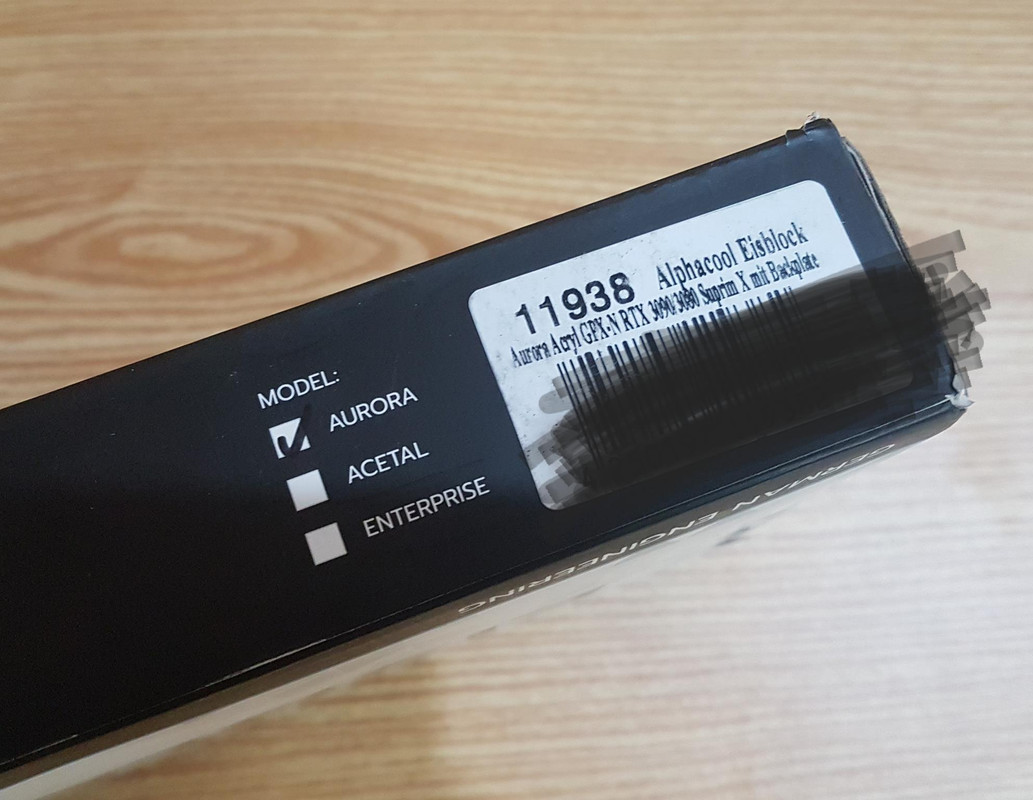 11938 Alphacool Eisblock
Aurora Acryl GPX-N RTX 3090/3080 Suprim X mit Backplate
MODEL:
AURORA
ACETAL
ENTERPRISE
GERMAN ENGINEERING